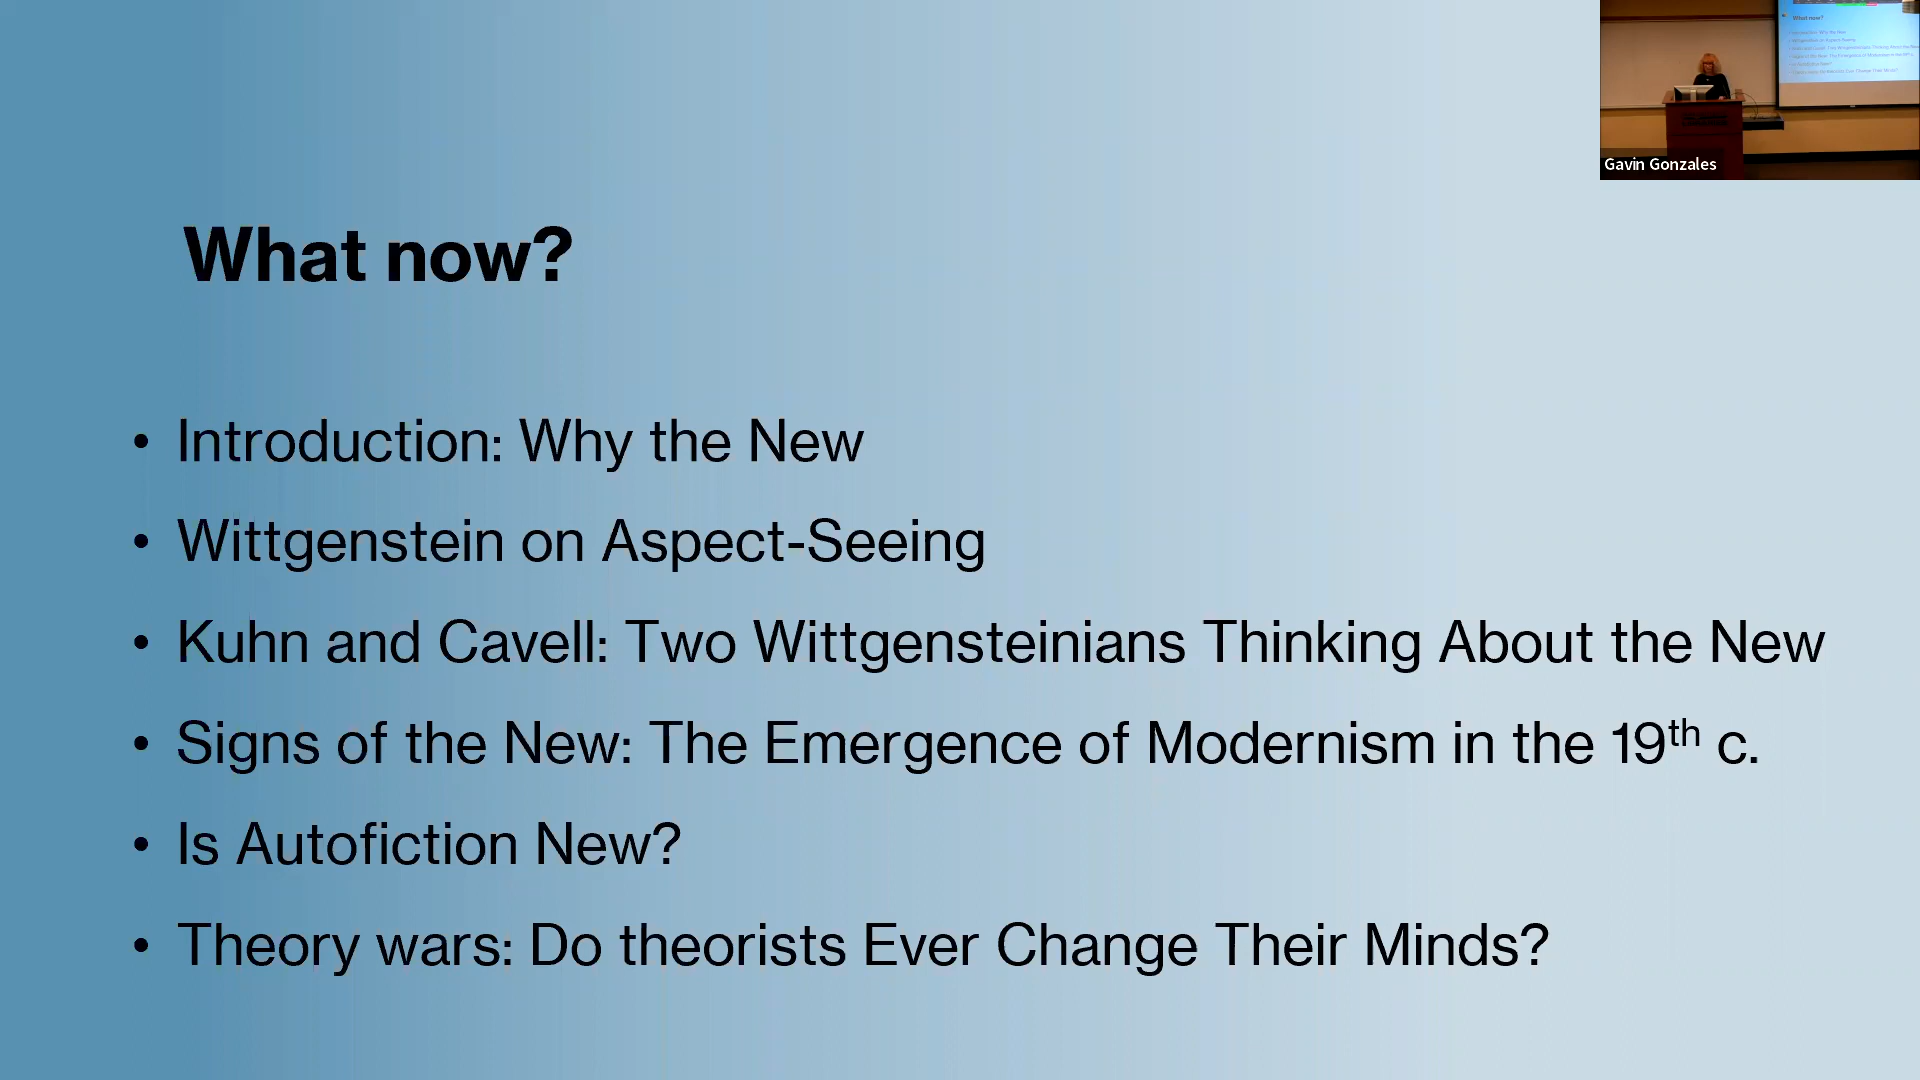 Gavin Gonzales
What now?
• Introduction: Why the New
• Wittgenstein on Aspect-Seeing
• Kuhn and Cavell: Two Wittgensteinians Thinking About the New
• Signs of the New: The Emergence of Modernism in the 19th c.
• Is Autofiction New?
• Theory wars: Do theorists Ever Change Their Minds?